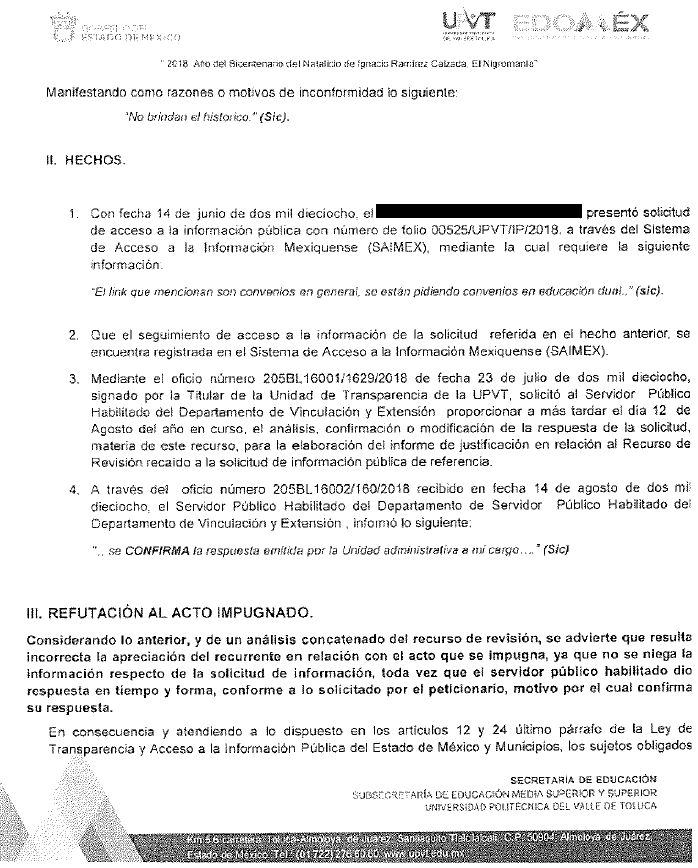 GOBIERNO DEL
ESTADO DE MÉXICO
UPVT
EDOMÉX
" 2018. Año del Bicentenario del Natalicio de Ignacio Ramírez Calzada, El Nigromante"
Manifestando como razones o motivos de inconformidad lo siguiente:
"No brindan el historico." (Sic).
II. HECHOS.
1. Con fecha 14 de junio de dos mil dieciocho, el presentó solicitud
de acceso a la información pública con número de folio 00525/UPVT/IP/2018, a través del Sistema
de Acceso a la Información Mexiquense (SAIMEX), mediante la cual requiere la siguiente
información.
"El link que mencionan son convenios en general, se están pidiendo convenios en educación dual.." (sic).
2. Que el seguimiento de acceso a la información de la solicitud referida en el hecho anterior, se
encuentra registrada en el Sistema de Acceso a la Información Mexiquense (SAIMEX).
3. Mediante el oficio número 205BL16001/1629/2018 de fecha 23 de julio de dos mil dieciocho,
signado por la Titular de la Unidad de Transparencia de la UPVT, solicitó al Servidor Público
Habilitado del Departamento de Vinculación y Extensión proporcionar a más tardar el día 12 de
Agosto del año en curso, el análisis, confirmación o modificación de la respuesta de la solicitud,
materia de este recurso, para la elaboración del informe de justificación en relación al Recurso de
Revisión recaído a la solicitud de información pública de referencia.
4. A través del oficio número 205BL16002/160/2018 recibido en fecha 14 de agosto de dos mil
dieciocho, el Servidor Público Habilitado del Departamento de Servidor Público Habilitado del
Departamento de Vinculación y Extensión , informó lo siguiente:
".. se CONFIRMA la respuesta emitida por la Unidad administrativa a mi cargo...." (Sic)
III. REFUTACIÓN AL ACTO IMPUGNADO.
Considerando lo anterior, y de un análisis concatenado del recurso de revisión, se advierte que resulta
incorrecta la apreciación del recurrente en relación con el acto que se impugna, ya que no se niega la
información respecto de la solicitud de información, toda vez que el servidor público habilitado dio
respuesta en tiempo y forma, conforme a lo solicitado por el peticionario, motivo por el cual confirma
su respuesta.
En consecuencia y atendiendo a lo dispuesto en los artículos 12 y 24 último párrafo de la Ley de
Transparencia y Acceso a la Información Pública del Estado de México y Municipios, los sujetos obligados
SECRETARÍA DE EDUCACIÓN
SUBSECRETARÍA DE EDUCACIÓN MEDIA SUPERIOR Y SUPERIOR
UNIVERSIDAD POLITÉCNICA DEL VALLE DE TOLUCA
Km 5.6 carretera Toluca-Almoloya de Juárez, Santiaguito Tlalcilalcali, C.P. 50904, Almoloya de Juárez,
Estado de México. Tel.: (01 722) 276 60 60. www.upvt.edu.mx